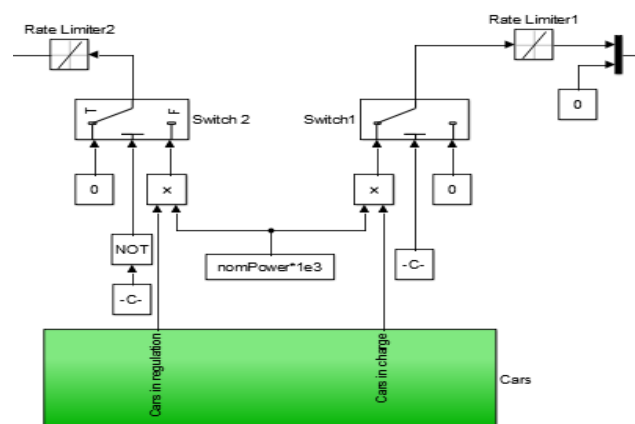 Rate Limiter2
Rate Limiter1
T
F
Switch 2
Switch1
0
0
x
x
0
NOT
nomPower*1e3
-C-
-C-
Cars in regulation
Cars in charge
Cars